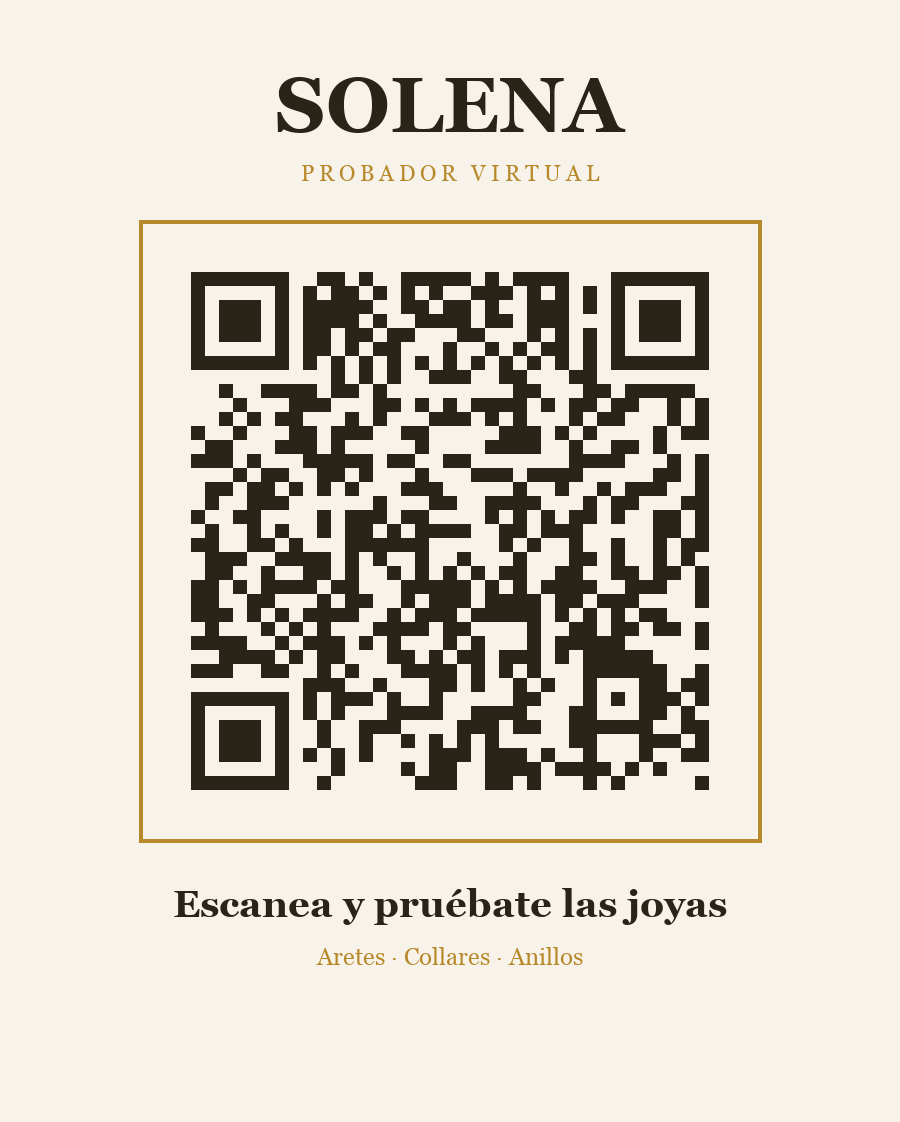 SOLENA
PROBADOR VIRTUAL
Escanea y pruébate las joyas
Aretes · Collares · Anillos